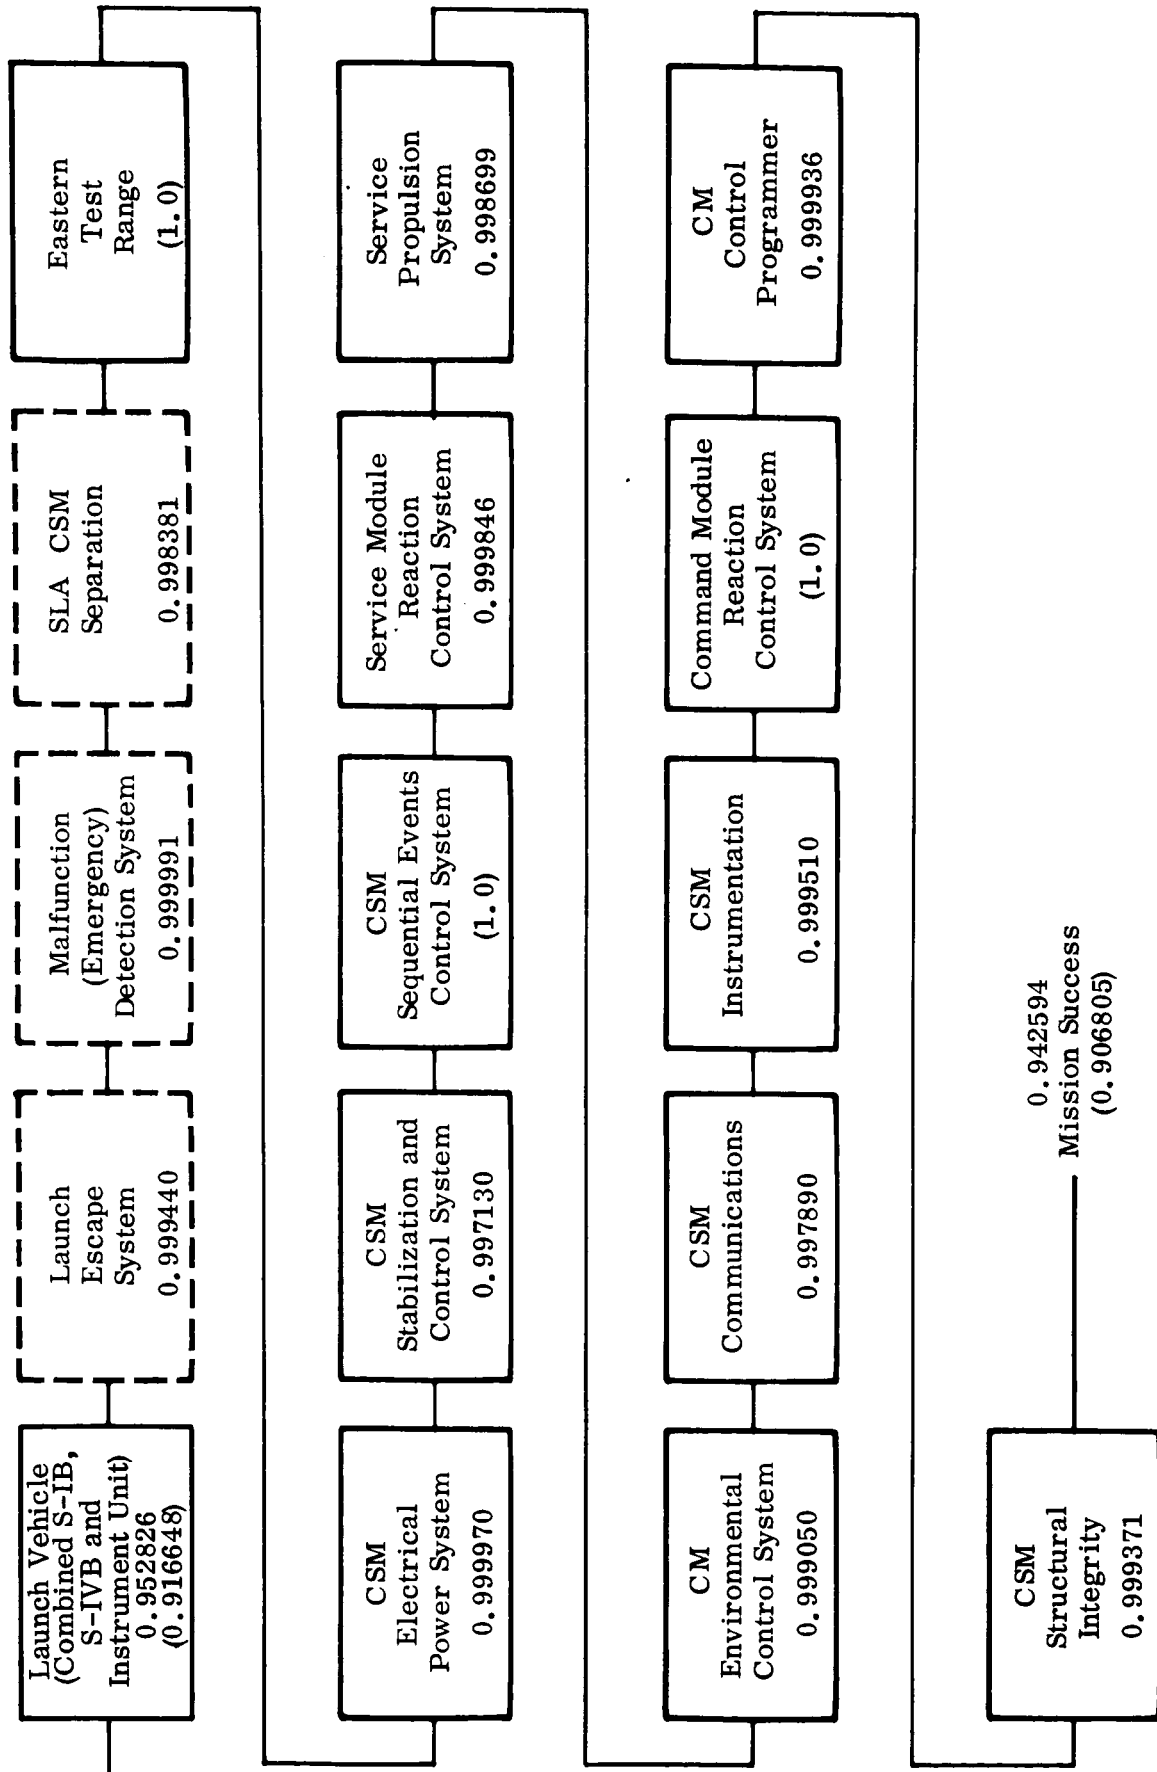 Launch Vehicle
(Combined S-IB,
S-IVB and
Instrument Unit)
0.952826
(0.916648)
Launch
Escape
System
0.999440
Malfunction
(Emergency)
Detection System
0.999991
SLA CSM
Separation
0.998381
Eastern
Test
Range
(1.0)
CSM
Electrical
Power System
0.999970
CSM
Stabilization and
Control System
0.997130
CSM
Sequential Events
Control System
(1.0)
Service Module
Reaction
Control System
0.999846
Service
Propulsion
System
0.998699
CM
Environmental
Control System
0.999050
CSM
Communications
0.997890
CSM
Instrumentation
0.999510
Command Module
Reaction
Control System
(1.0)
CM
Control
Programmer
0.999936
CSM
Structural
Integrity
0.999371
0.942594
Mission Success
(0.906805)